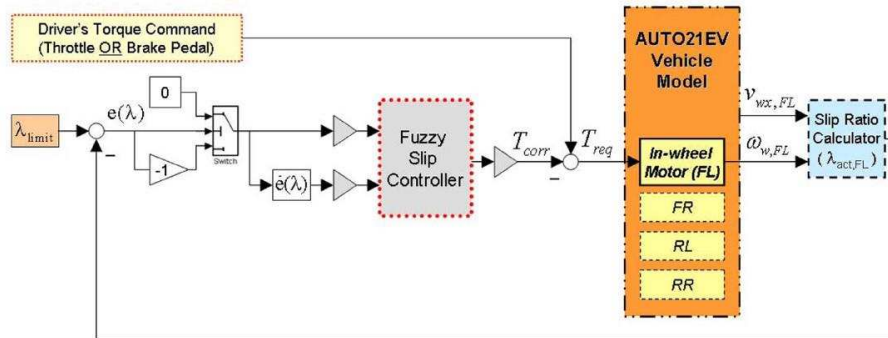 Driver's Torque Command
(Throttle OR Brake Pedal)
AUTO21EV
Vehicle
Model
0
e(λ)
λlimit
Switch
-1
ė(λ)
Fuzzy
Slip
Controller
Tcorr
Treq
In-wheel
Motor (FL)
FR
RL
RR
vwx,FL
ωw,FL
Slip Ratio
Calculator
(λact,FL)